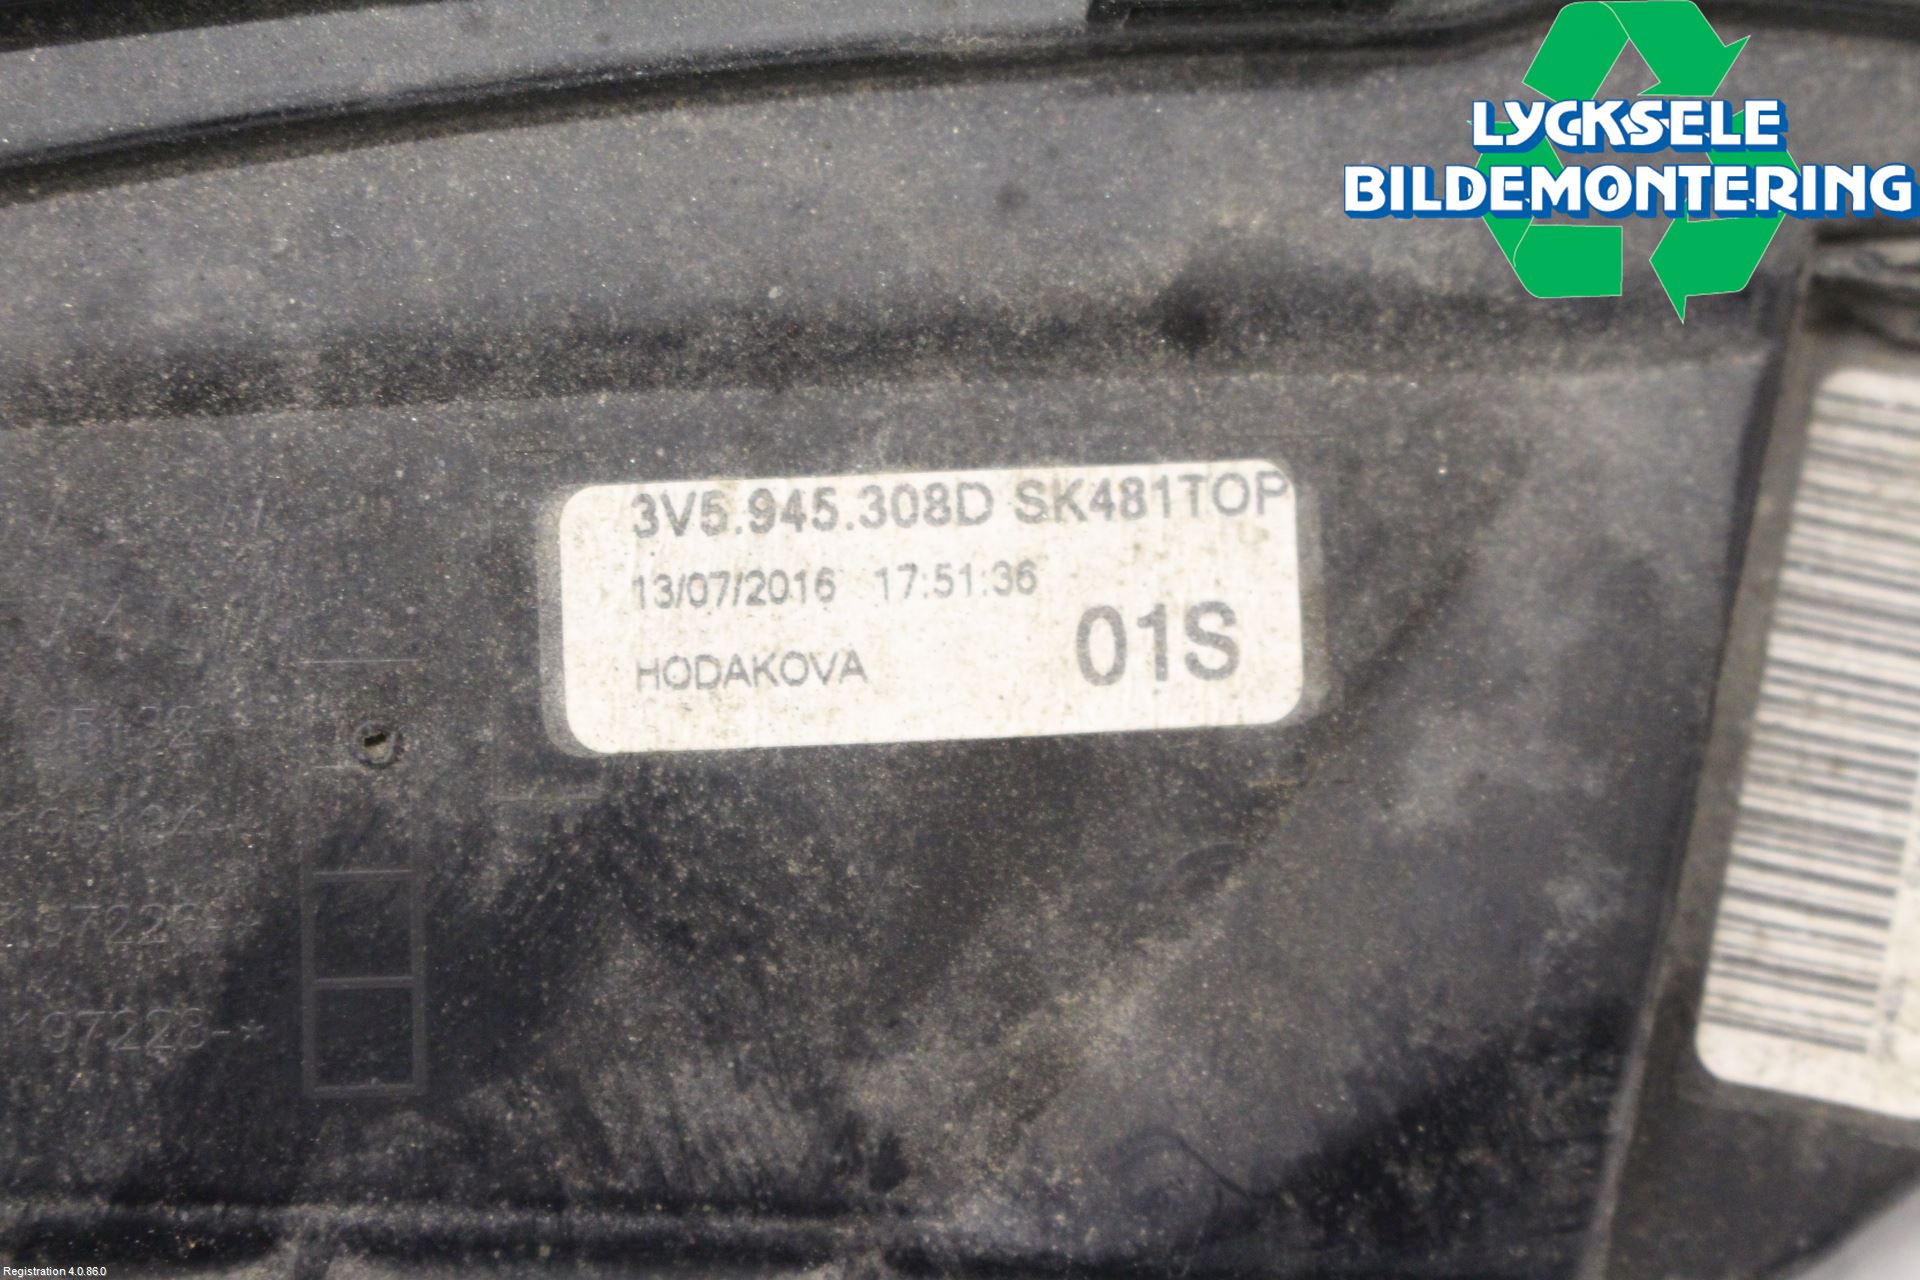 LYCKSELE
BILDEMONTERING
3V5.945.308D SK481TOP
13/07/2016 17:51:36
HODAKOVA 01S
197228-*
Registration 4.0.86.0